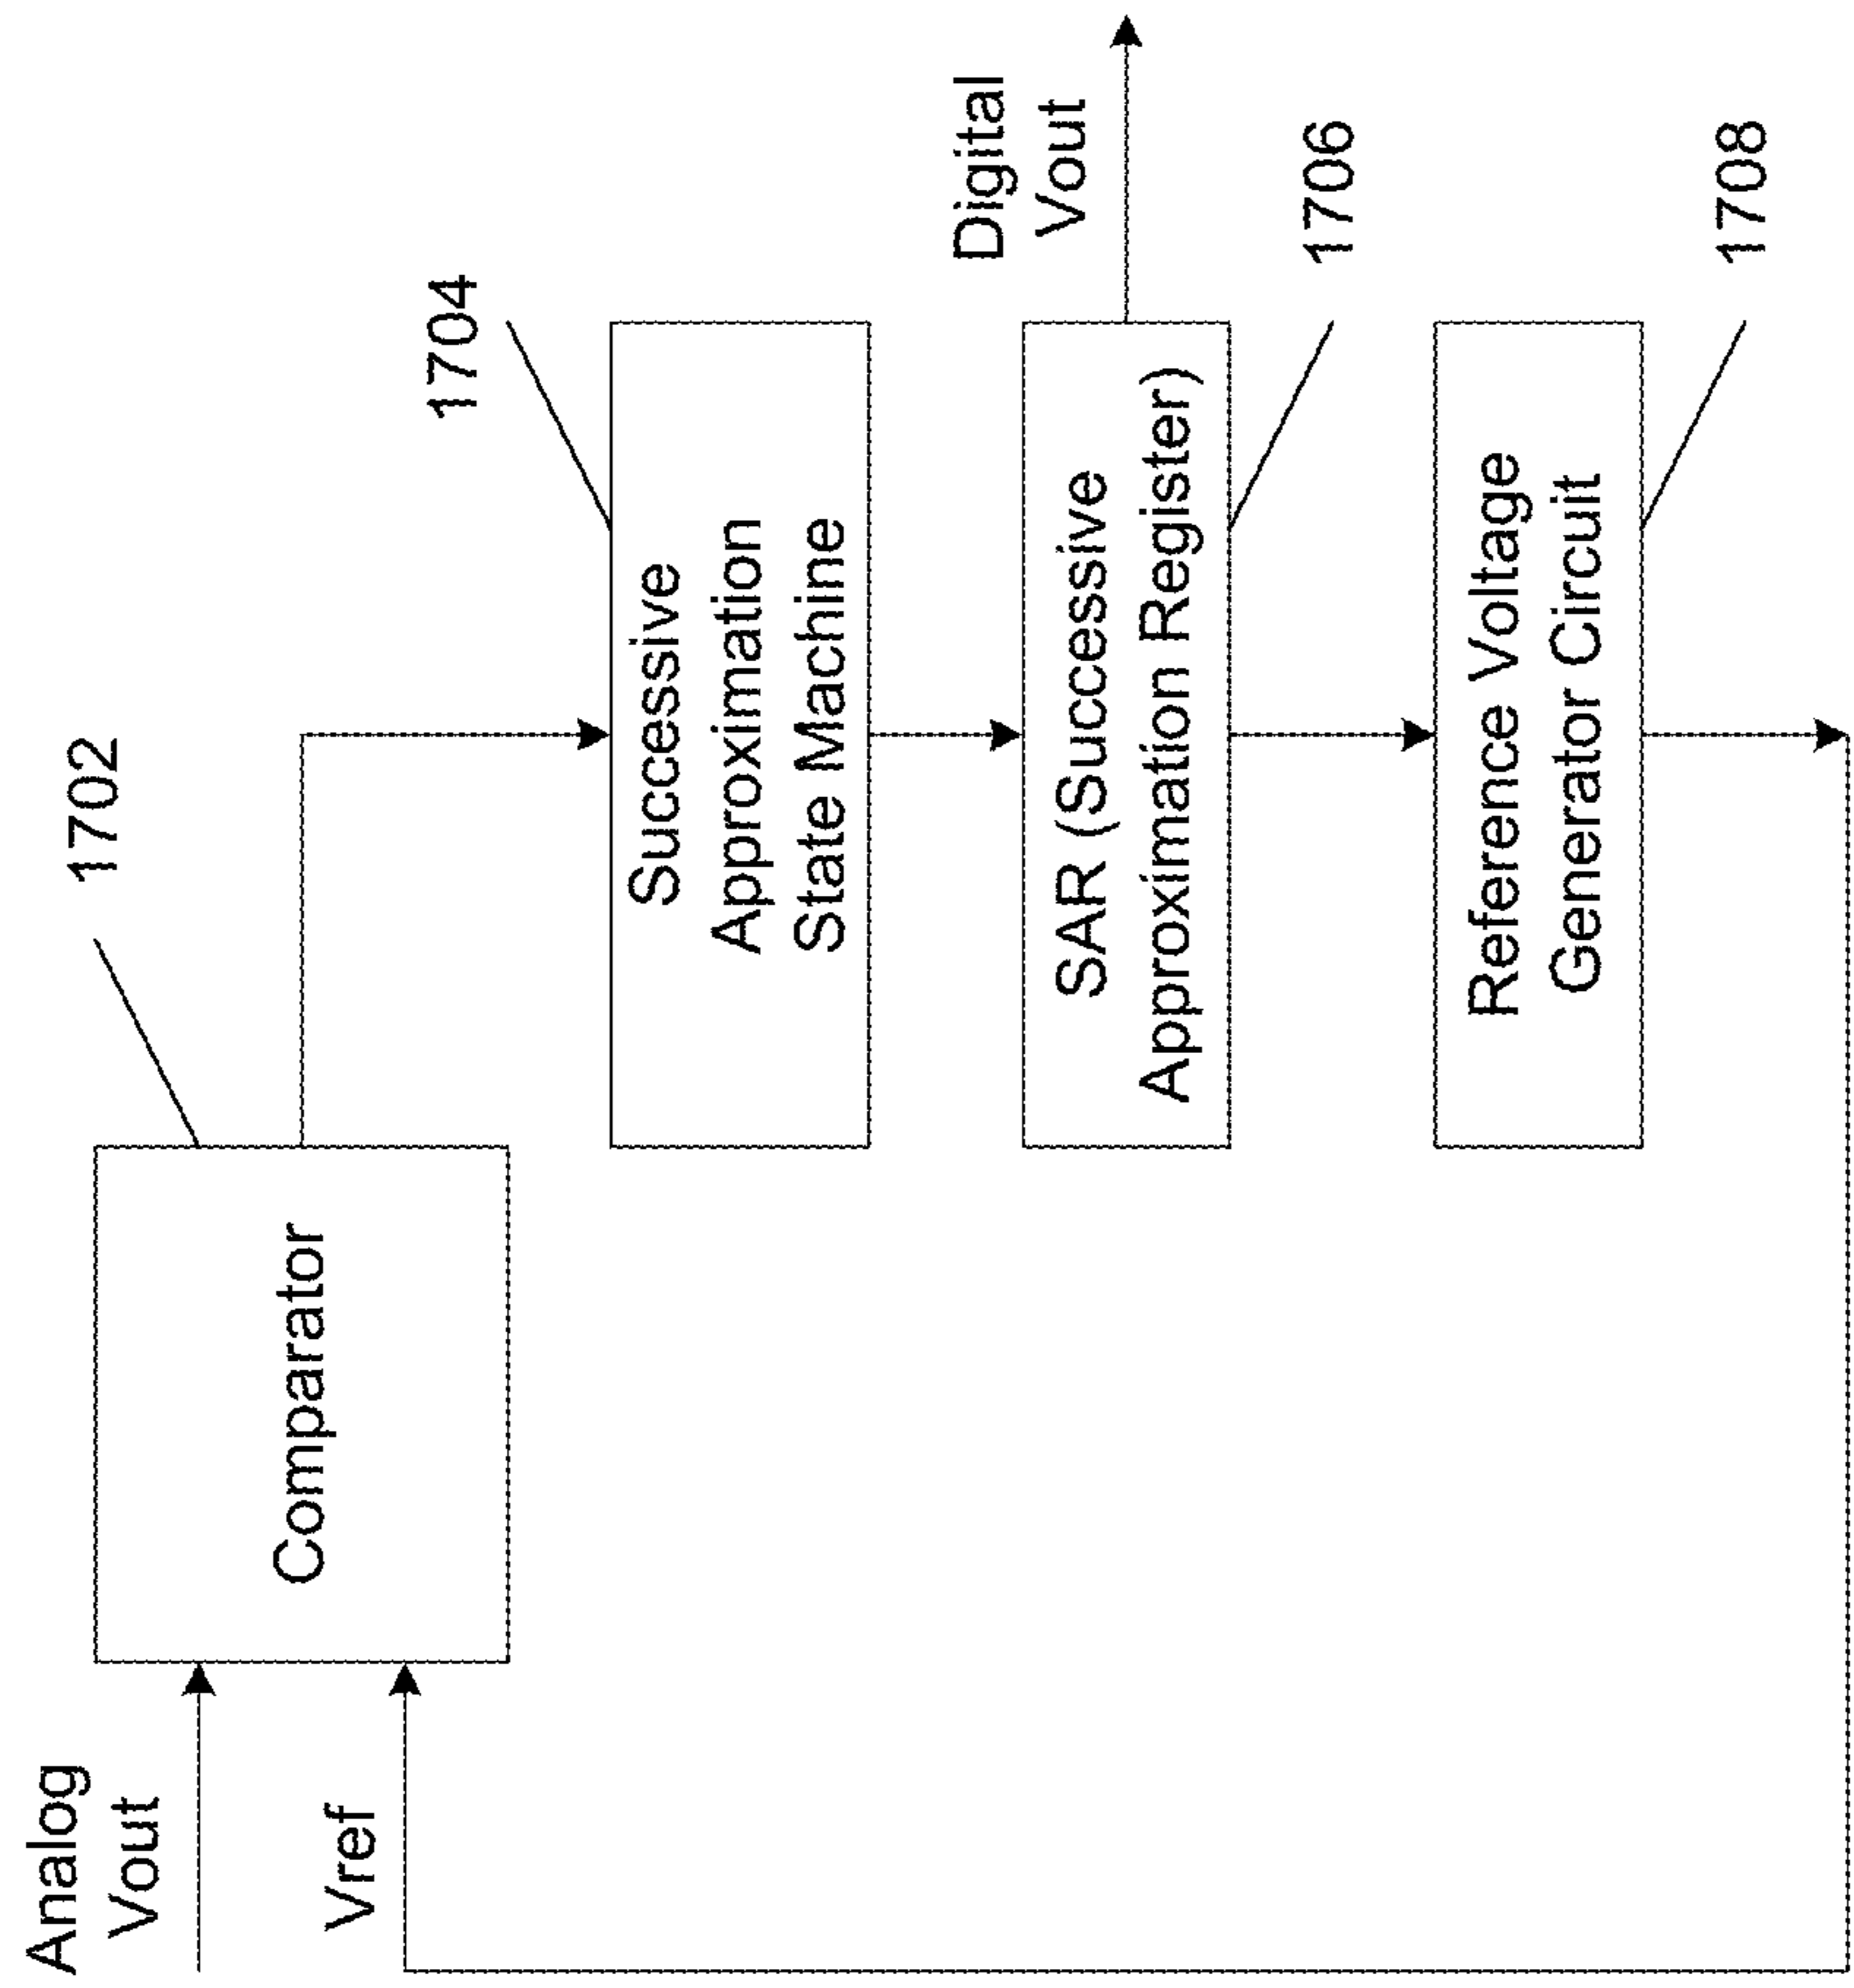 Analog
Vout
Vref
Comparator
1702
1704
Successive
Approximation
State Machine
Digital
Vout
SAR (Successive
Approximation Register)
1706
Reference Voltage
Generator Circuit
1708